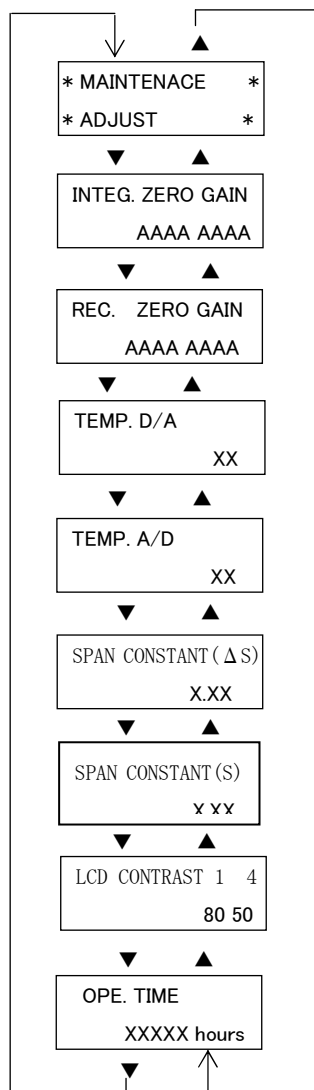 ▲
* MAINTENACE *
* ADJUST *
▼ ▲
INTEG. ZERO GAIN
AAAA AAAA
▼ ▲
REC. ZERO GAIN
AAAA AAAA
▼ ▲
TEMP. D/A
XX
▼ ▲
TEMP. A/D
XX
▼ ▲
SPAN CONSTANT(ΔS)
X.XX
▼ ▲
SPAN CONSTANT(S)
X.XX
▼ ▲
LCD CONTRAST 1 4
80 50
▼ ▲
OPE. TIME
XXXXX hours
▼